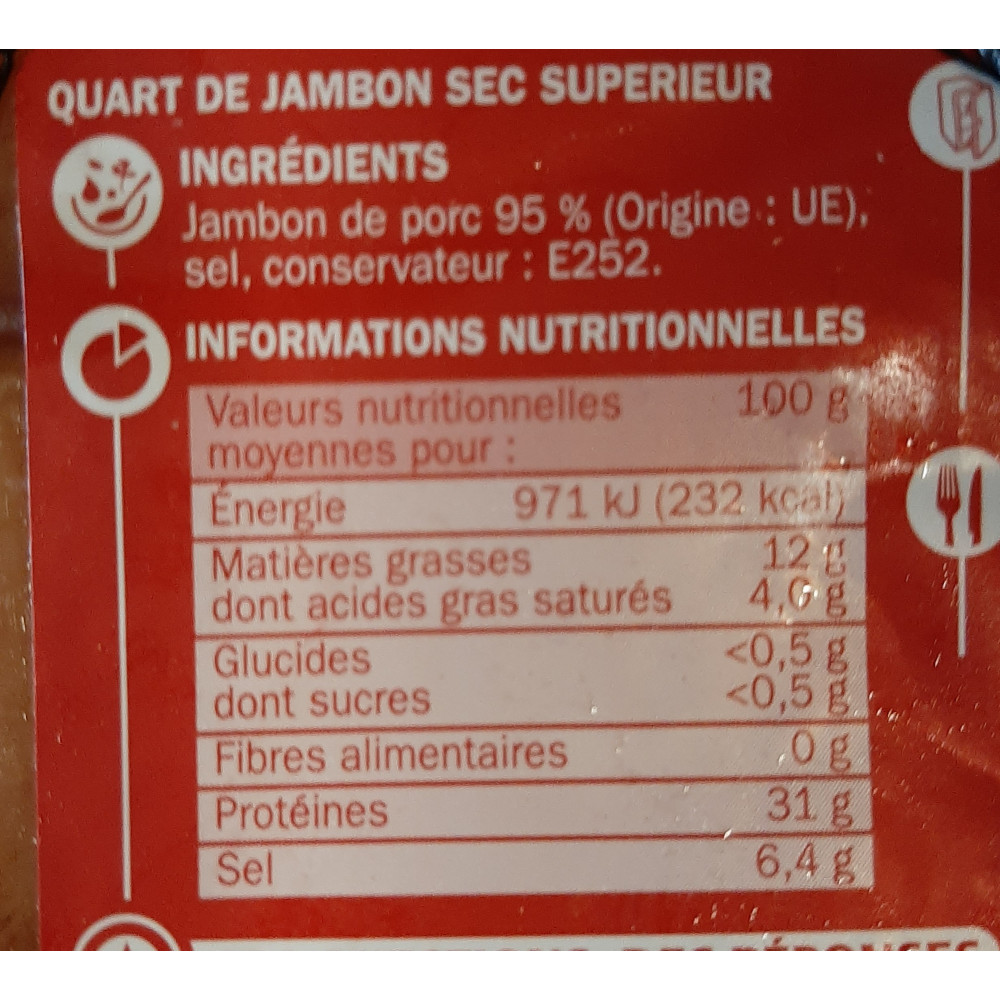 QUART DE JAMBON SEC SUPERIEUR
INGRÉDIENTS
Jambon de porc 95 % (Origine : UE),
sel, conservateur : E252.
INFORMATIONS NUTRITIONNELLES
Valeurs nutritionnelles 100 g
moyennes pour :
Énergie 971 kJ (232 kcal)
Matières grasses 12 g
dont acides gras saturés 4,0 g
Glucides <0,5 g
dont sucres <0,5 g
Fibres alimentaires 0 g
Protéines 31 g
Sel 6,4 g